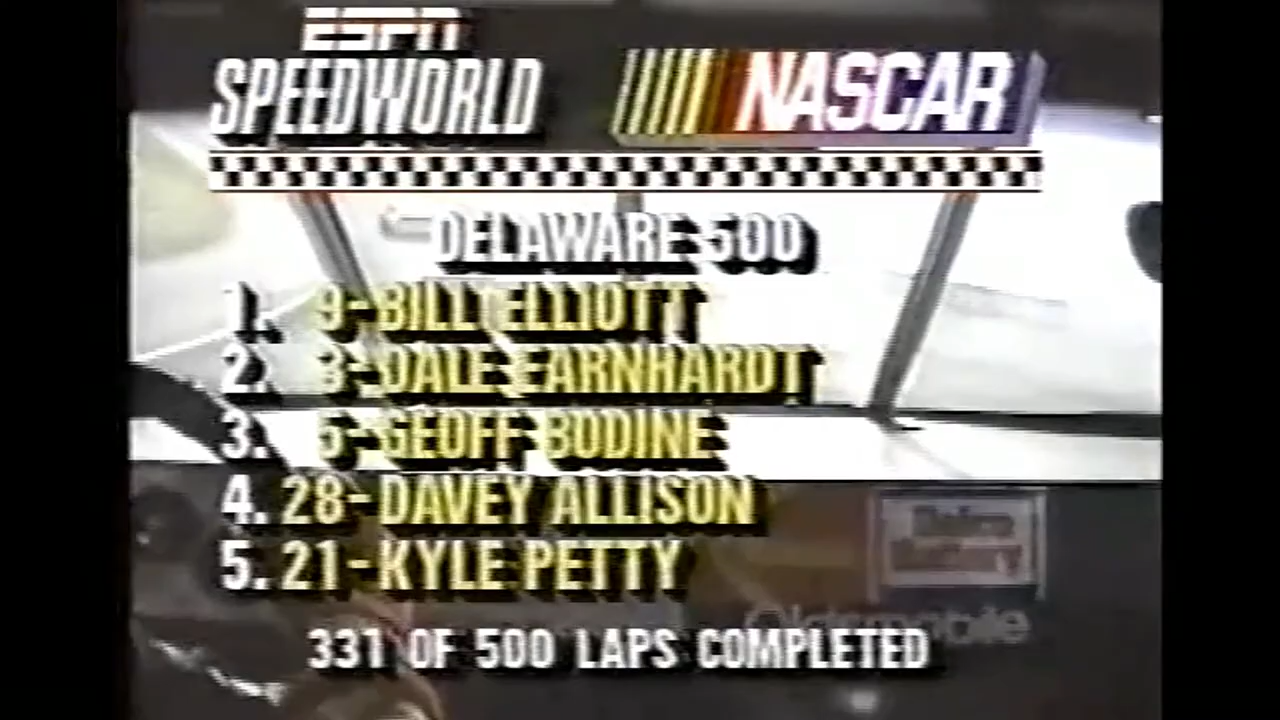 ESPN
SPEEDWORLD
NASCAR
DELAWARE 500
1. 9-BILL ELLIOTT
2. 3-DALE EARNHARDT
3. 5-GEOFF BODINE
4. 28-DAVEY ALLISON
5. 21-KYLE PETTY
Oldsmobile
331 OF 500 LAPS COMPLETED